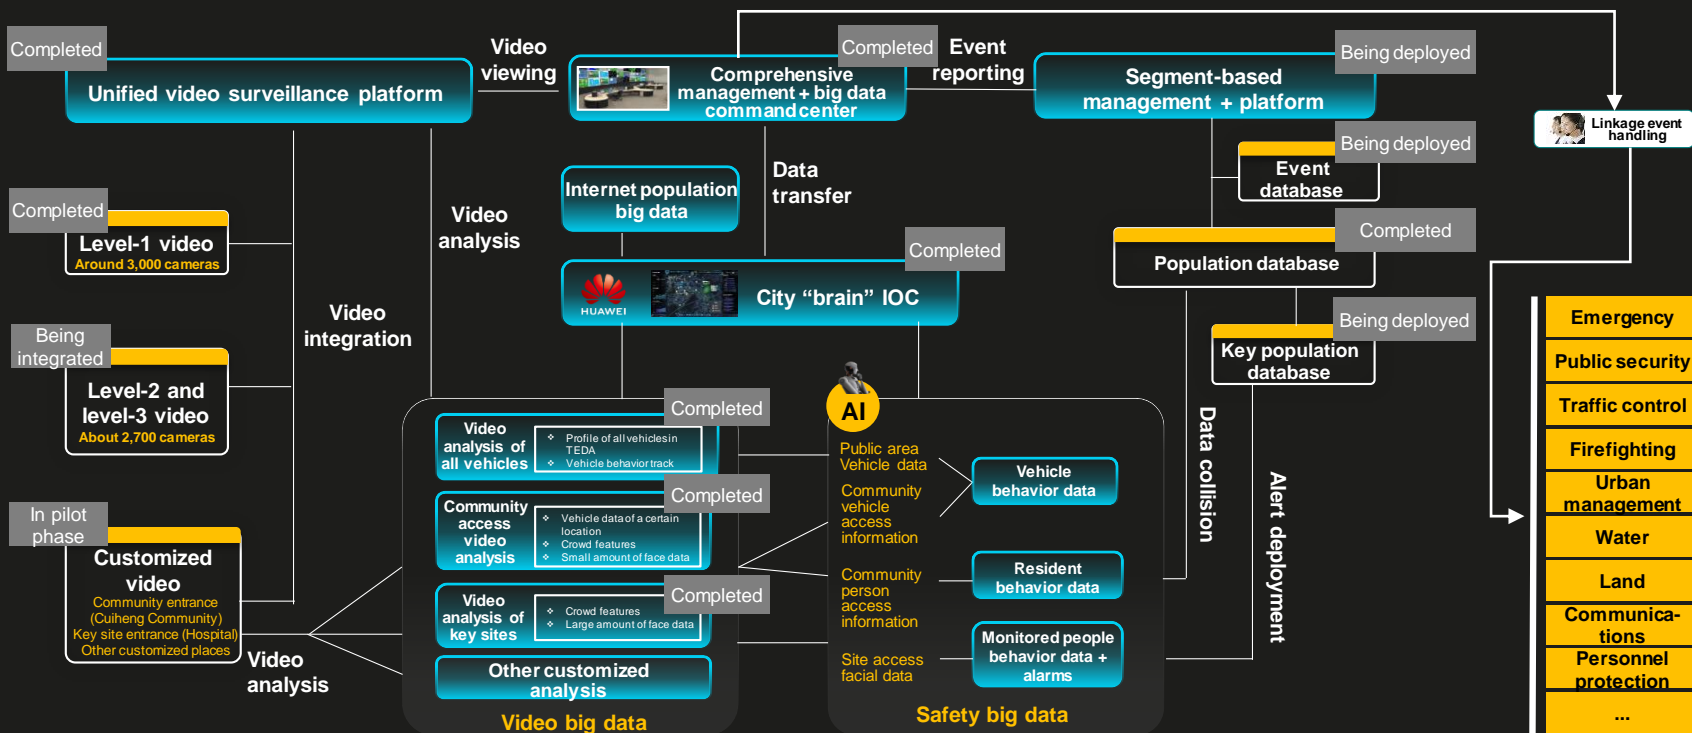 Completed
Unified video surveillance platform
Video
viewing
Completed
Comprehensive
management + big data
command center
Event
reporting
Being deployed
Segment-based
management + platform
Linkage event
handling
Being deployed
Event
database
Internet population
big data
Data
transfer
Completed
Level-1 video
Around 3,000 cameras
Video
analysis
Completed
Population database
Completed
HUAWEI
City “brain” IOC
Video
integration
Being deployed
Key population
database
Being
integrated
Level-2 and
level-3 video
About 2,700 cameras
In pilot
phase
Customized
video
Community entrance
(Cuiheng Community)
Key site entrance (Hospital)
Other customized places
Video
analysis
Completed
Video
analysis of
all vehicles
❖ Profile of all vehicles in
TEDA
❖ Vehicle behavior track
Completed
Community
access
video
analysis
❖ Vehicle data of a certain
location
❖ Crowd features
❖ Small amount of face data
Completed
Video
analysis of
key sites
❖ Crowd features
❖ Large amount of face data
Other customized
analysis
Video big data
AI
Public area
Vehicle data
Community
vehicle
access
information
Community
person
access
information
Site access
facial data
Vehicle
behavior data
Resident
behavior data
Monitored people
behavior data +
alarms
Safety big data
Data collision
Alert deployment
Emergency
Public security
Traffic control
Firefighting
Urban
management
Water
Land
Communica-
tions
Personnel
protection
...